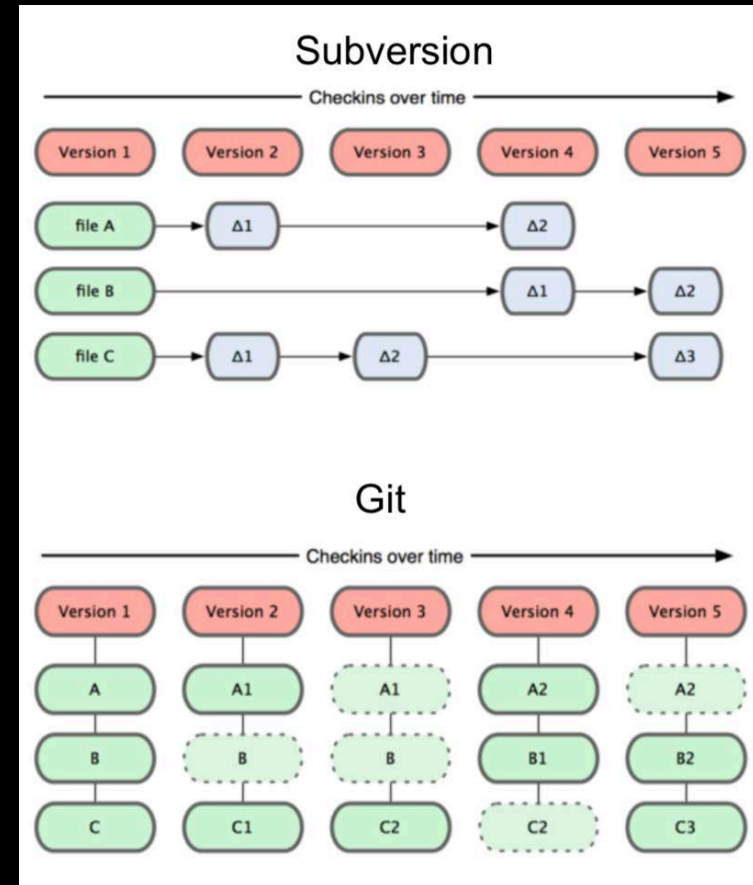 Subversion
Checkins over time
Version 1 Version 2 Version 3 Version 4 Version 5
file A Δ1 Δ2
file B Δ1 Δ2
file C Δ1 Δ2 Δ3
Git
Checkins over time
Version 1 Version 2 Version 3 Version 4 Version 5
A A1 A1 A2 A2
B B B B1 B2
C C1 C2 C2 C3